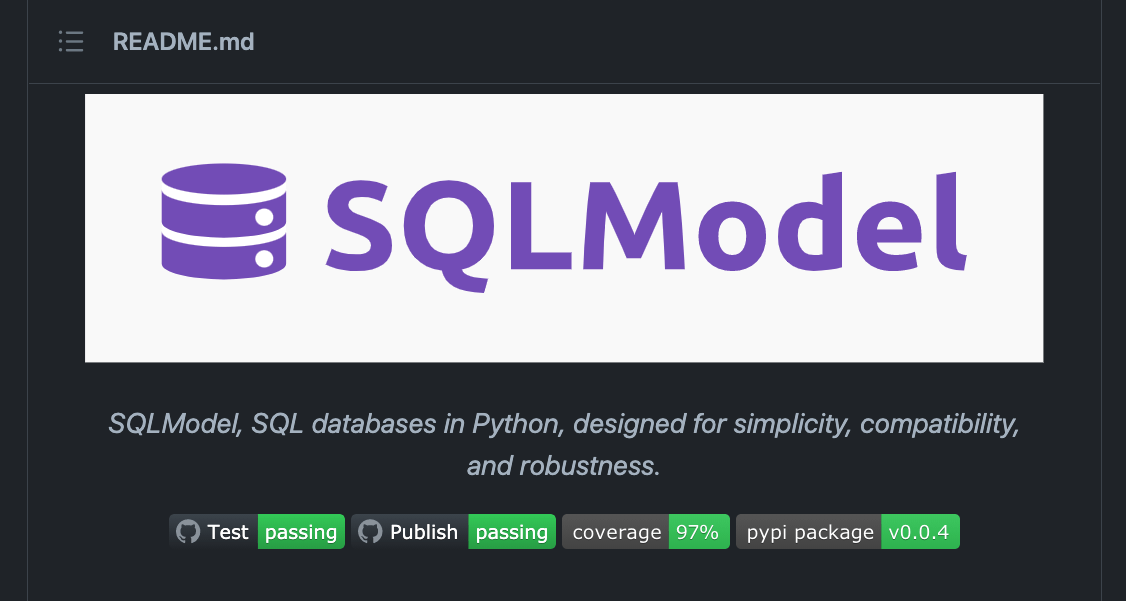 README.md
SQLModel
SQLModel, SQL databases in Python, designed for simplicity, compatibility,
and robustness.
Test passing Publish passing coverage 97% pypi package v0.0.4